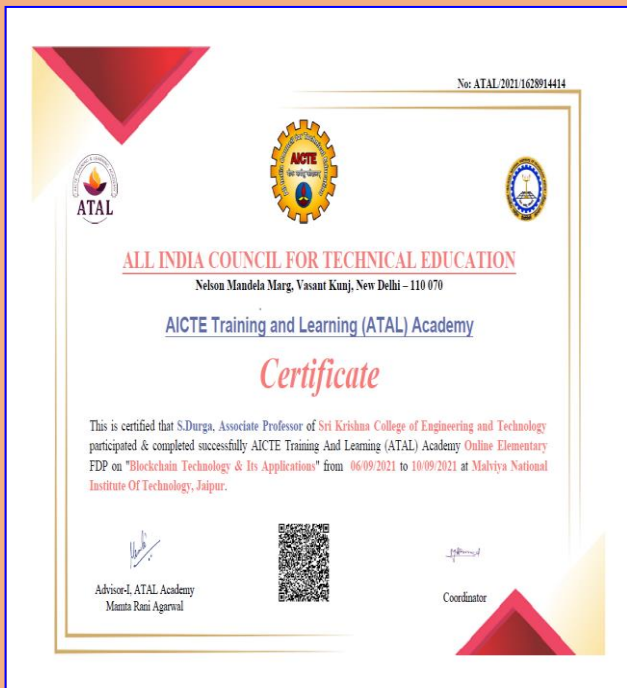 No: ATAL/2021/1628914414
ATAL
AICTE
ALL INDIA COUNCIL FOR TECHNICAL EDUCATION
Nelson Mandela Marg, Vasant Kunj, New Delhi – 110 070
AICTE Training and Learning (ATAL) Academy
Certificate
This is certified that S.Durga, Associate Professor of Sri Krishna College of Engineering and Technology
participated & completed successfully AICTE Training And Learning (ATAL) Academy Online Elementary
FDP on "Blockchain Technology & Its Applications" from 06/09/2021 to 10/09/2021 at Malviya National
Institute Of Technology, Jaipur.
Advisor-I, ATAL Academy
Mamta Rani Agarwal
Coordinator